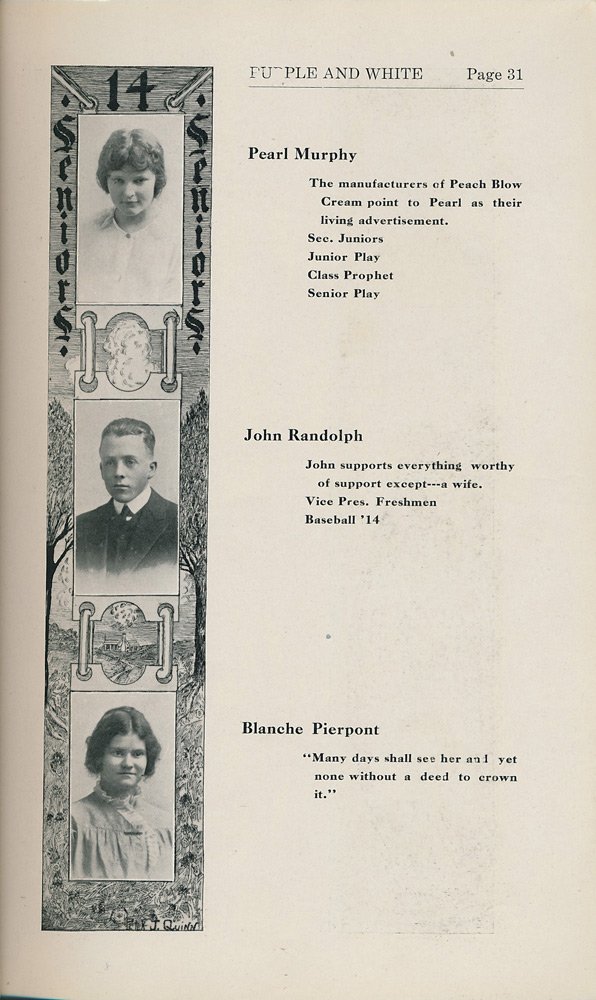 14
Seniors
Seniors
PU PLE AND WHITE Page 31
Pearl Murphy
The manufacturers of Peach Blow
Cream point to Pearl as their
living advertisement.
Sec. Juniors
Junior Play
Class Prophet
Senior Play
John Randolph
John supports everything worthy
of support except---a wife.
Vice Pres. Freshmen
Baseball '14
Blanche Pierpont
“Many days shall see her and yet
none without a deed to crown
it.”
J. QUINN